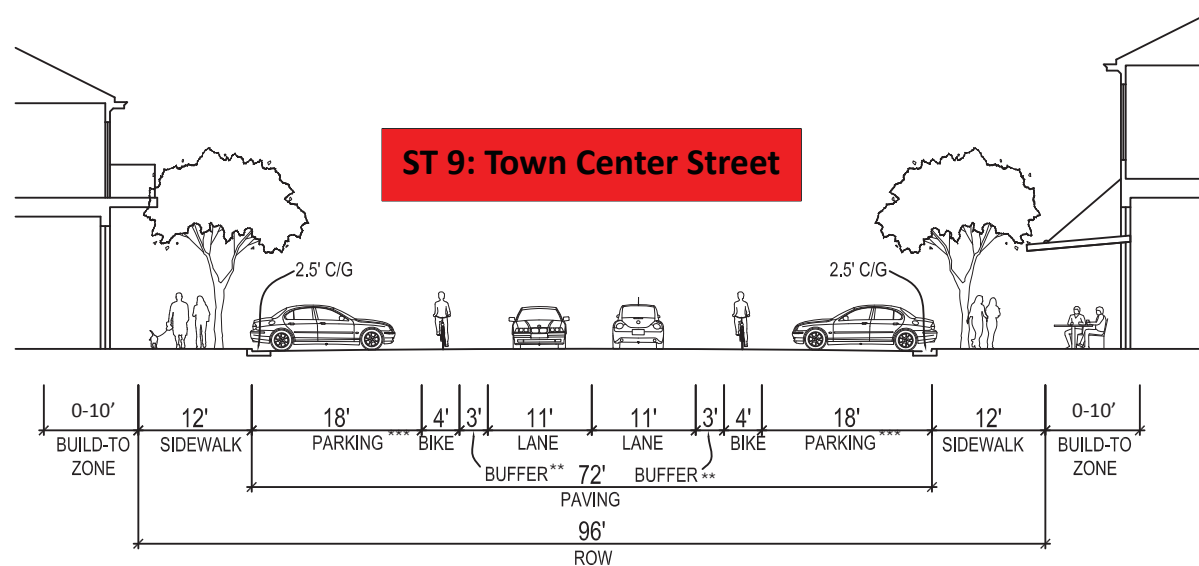 ST 9: Town Center Street
2.5' C/G
2.5' C/G
0-10'
12'
18'
4'
3'
11'
11'
3'
4'
18'
12'
0-10'
BUILD-TO
ZONE
SIDEWALK
PARKING***
BIKE
LANE
LANE
BIKE
PARKING***
SIDEWALK
BUILD-TO
ZONE
BUFFER**
72'
BUFFER**
PAVING
96'
ROW